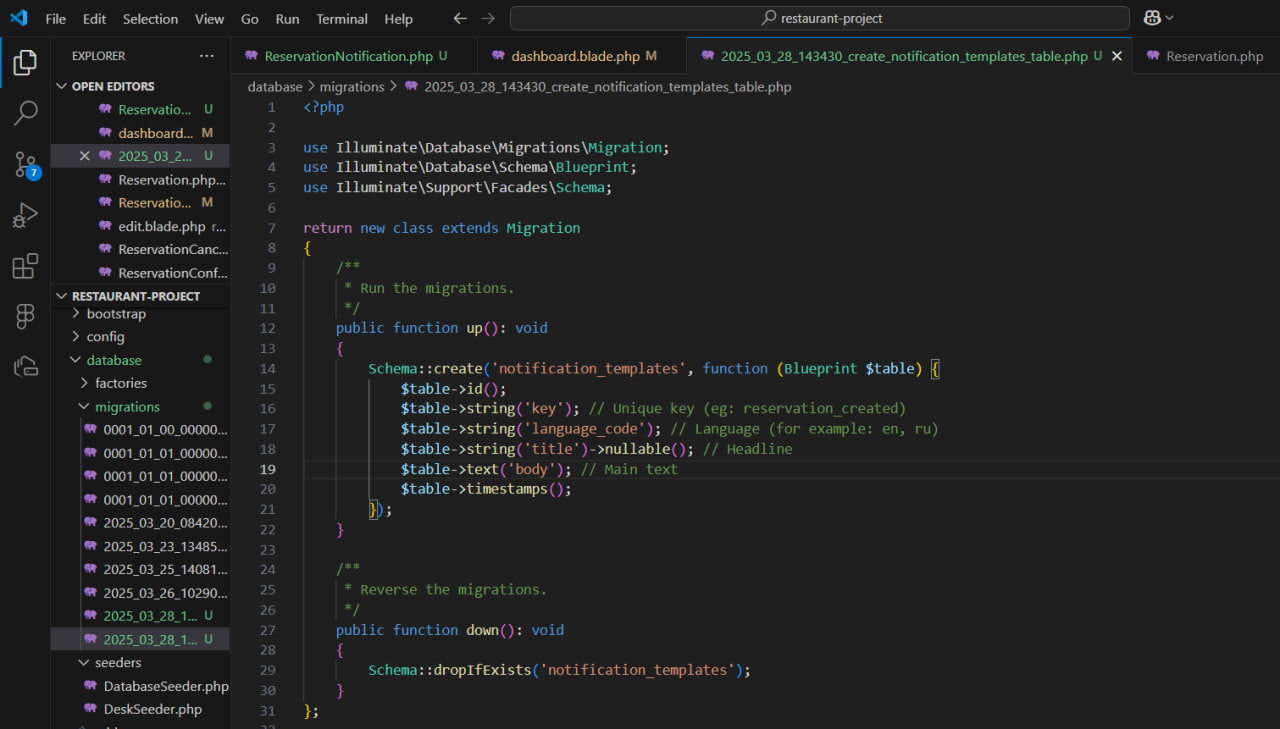 File Edit Selection View Go Run Terminal Help
restaurant-project
EXPLORER
OPEN EDITORS
Reservatio... U
dashboard... M
2025_03_2... U
Reservation.php...
Reservatio... M
edit.blade.php r...
ReservationCanc...
ReservationConf...
RESTAURANT-PROJECT
bootstrap
config
database
factories
migrations
0001_01_00_00000...
0001_01_01_00000...
0001_01_01_00000...
0001_01_01_00000...
2025_03_20_08420...
2025_03_23_13485...
2025_03_25_14081...
2025_03_26_10290...
2025_03_28_1... U
2025_03_28_1... U
seeders
DatabaseSeeder.php
DeskSeeder.php
7
ReservationNotification.php U
dashboard.blade.php M
2025_03_28_143430_create_notification_templates_table.php U
Reservation.php
database > migrations > 2025_03_28_143430_create_notification_templates_table.php
1 <?php
2
3 use Illuminate\Database\Migrations\Migration;
4 use Illuminate\Database\Schema\Blueprint;
5 use Illuminate\Support\Facades\Schema;
6
7 return new class extends Migration
8 {
9 /**
10 * Run the migrations.
11 */
12 public function up(): void
13 {
14 Schema::create('notification_templates', function (Blueprint $table) {
15 $table->id();
16 $table->string('key'); // Unique key (eg: reservation_created)
17 $table->string('language_code'); // Language (for example: en, ru)
18 $table->string('title')->nullable(); // Headline
19 $table->text('body'); // Main text
20 $table->timestamps();
21 });
22 }
23
24 /**
25 * Reverse the migrations.
26 */
27 public function down(): void
28 {
29 Schema::dropIfExists('notification_templates');
30 }
31 };